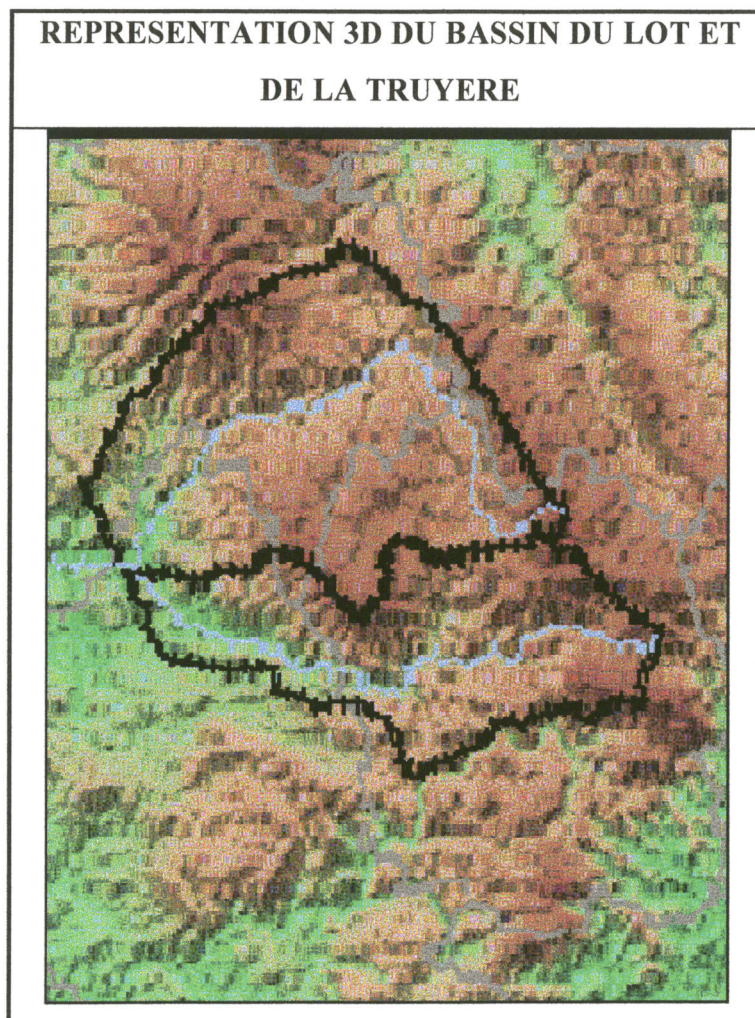 REPRESENTATION 3D DU BASSIN DU LOT ET
DE LA TRUYERE